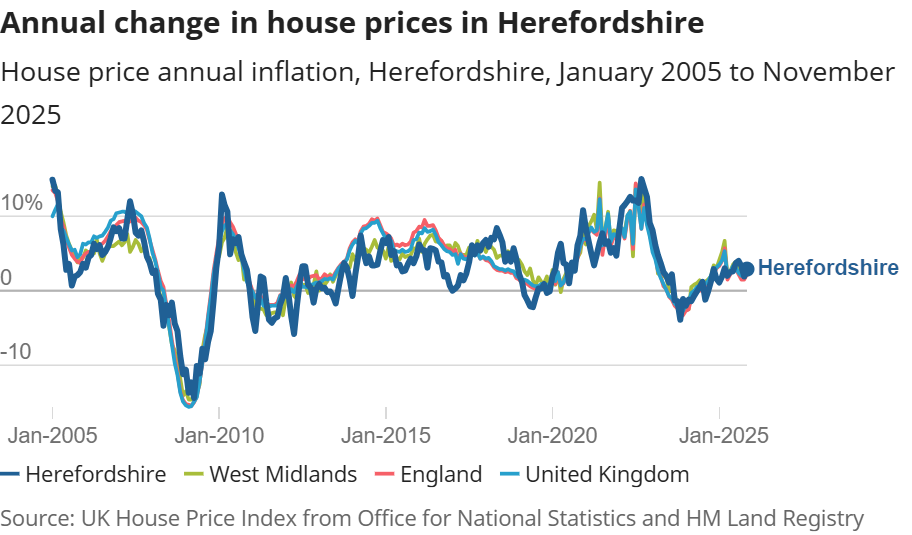 Annual change in house prices in Herefordshire
House price annual inflation, Herefordshire, January 2005 to November
2025
10%
0
-10
Herefordshire
Jan-2005 Jan-2010 Jan-2015 Jan-2020 Jan-2025
Herefordshire West Midlands England United Kingdom
Source: UK House Price Index from Office for National Statistics and HM Land Registry